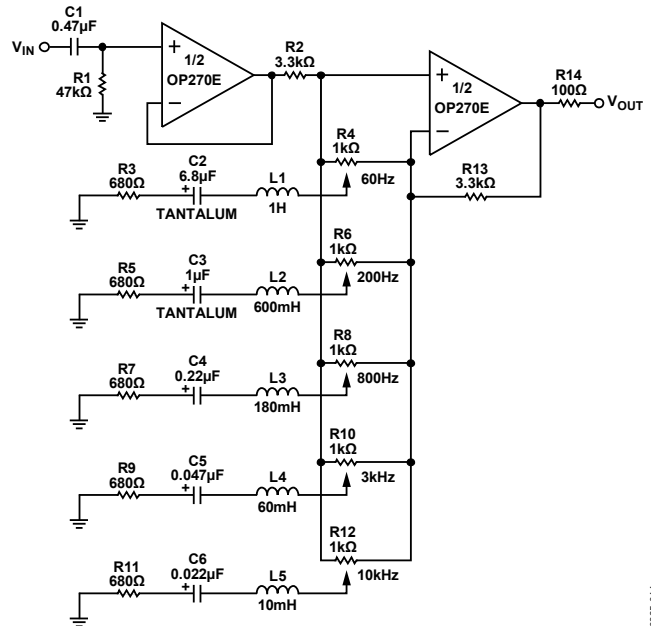 C1
0.47µF
VIN
R1
47kΩ
+
1/2
OP270E
–
R2
3.3kΩ
+
1/2
OP270E
–
R14
100Ω
VOUT
R13
3.3kΩ
R3
680Ω
C2
6.8µF
+
TANTALUM
L1
1H
R4
1kΩ
60Hz
R5
680Ω
C3
1µF
+
TANTALUM
L2
600mH
R6
1kΩ
200Hz
R7
680Ω
C4
0.22µF
+
L3
180mH
R8
1kΩ
800Hz
R9
680Ω
C5
0.047µF
+
L4
60mH
R10
1kΩ
3kHz
R11
680Ω
C6
0.022µF
+
L5
10mH
R12
1kΩ
10kHz